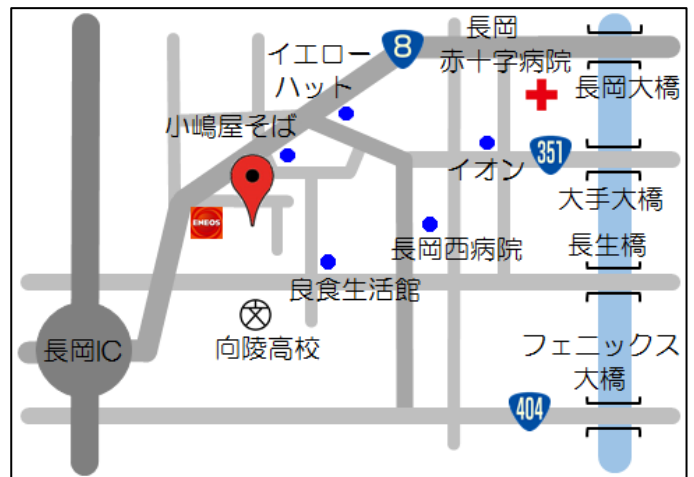 長岡
赤十字病院
8
イエロー
ハット
長岡大橋
小嶋屋そば
351
イオン
大手大橋
ENEOS
長岡西病院
長生橋
良食生活館
向陵高校
長岡IC
フェニックス
大橋
文
404